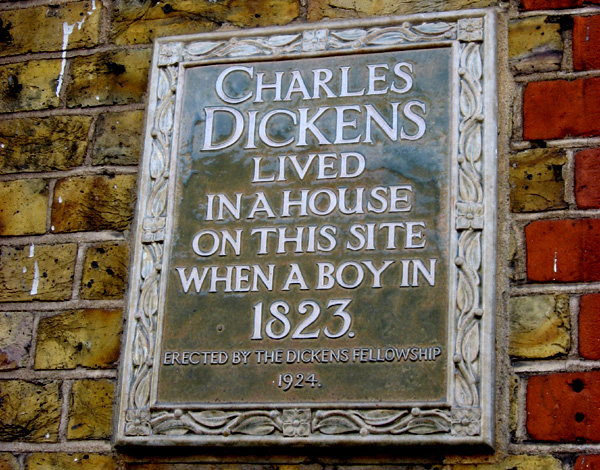 CHARLES
DICKENS
LIVED
IN A HOUSE
ON THIS SITE
WHEN A BOY IN
1823.
ERECTED BY THE DICKENS FELLOWSHIP
·1924.